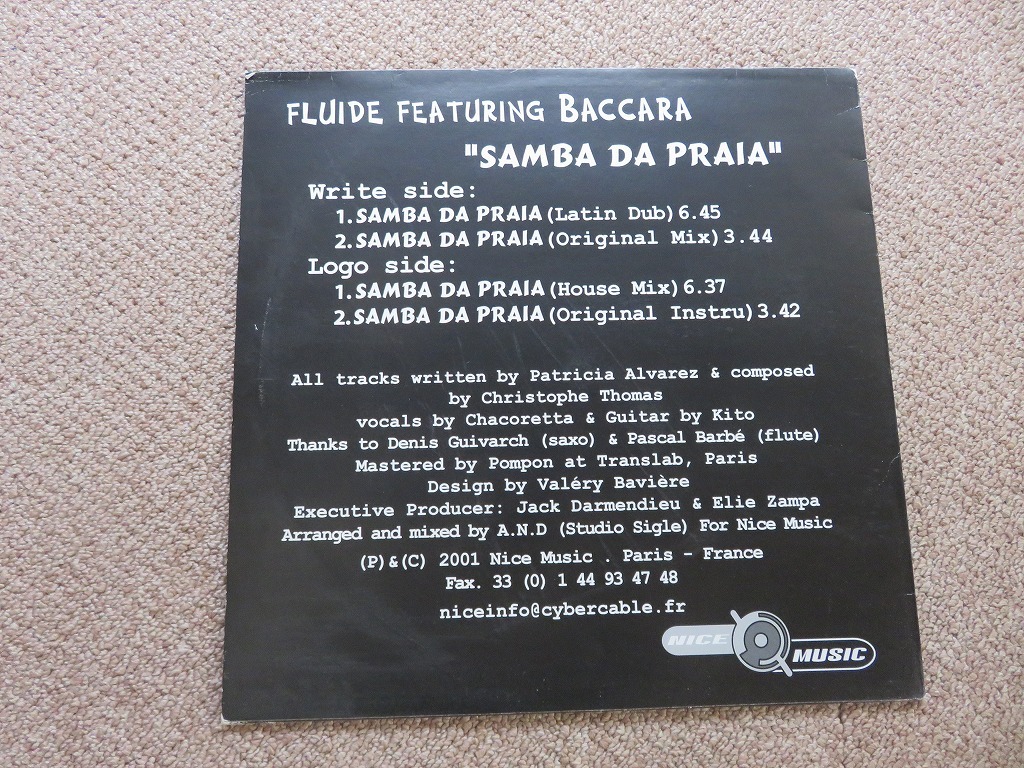 FLUIDE FEATURING BACCARA
"SAMBA DA PRAIA"
Write side:
1.SAMBA DA PRAIA(Latin Dub)6.45
2.SAMBA DA PRAIA(Original Mix)3.44
Logo side:
1.SAMBA DA PRAIA(House Mix)6.37
2.SAMBA DA PRAIA(Original Instru)3.42
All tracks written by Patricia Alvarez & composed
by Christophe Thomas
vocals by Chacoretta & Guitar by Kito
Thanks to Denis Guivarch (saxo) & Pascal Barbé (flute)
Mastered by Pompon at Translab, Paris
Design by Valéry Bavière
Executive Producer: Jack Darmendieu & Elie Zampa
Arranged and mixed by A.N.D (Studio Sigle) For Nice Music
(P)&(C) 2001 Nice Music . Paris - France
Fax. 33 (0) 1 44 93 47 48
niceinfo@cybercable.fr
NICE MUSIC